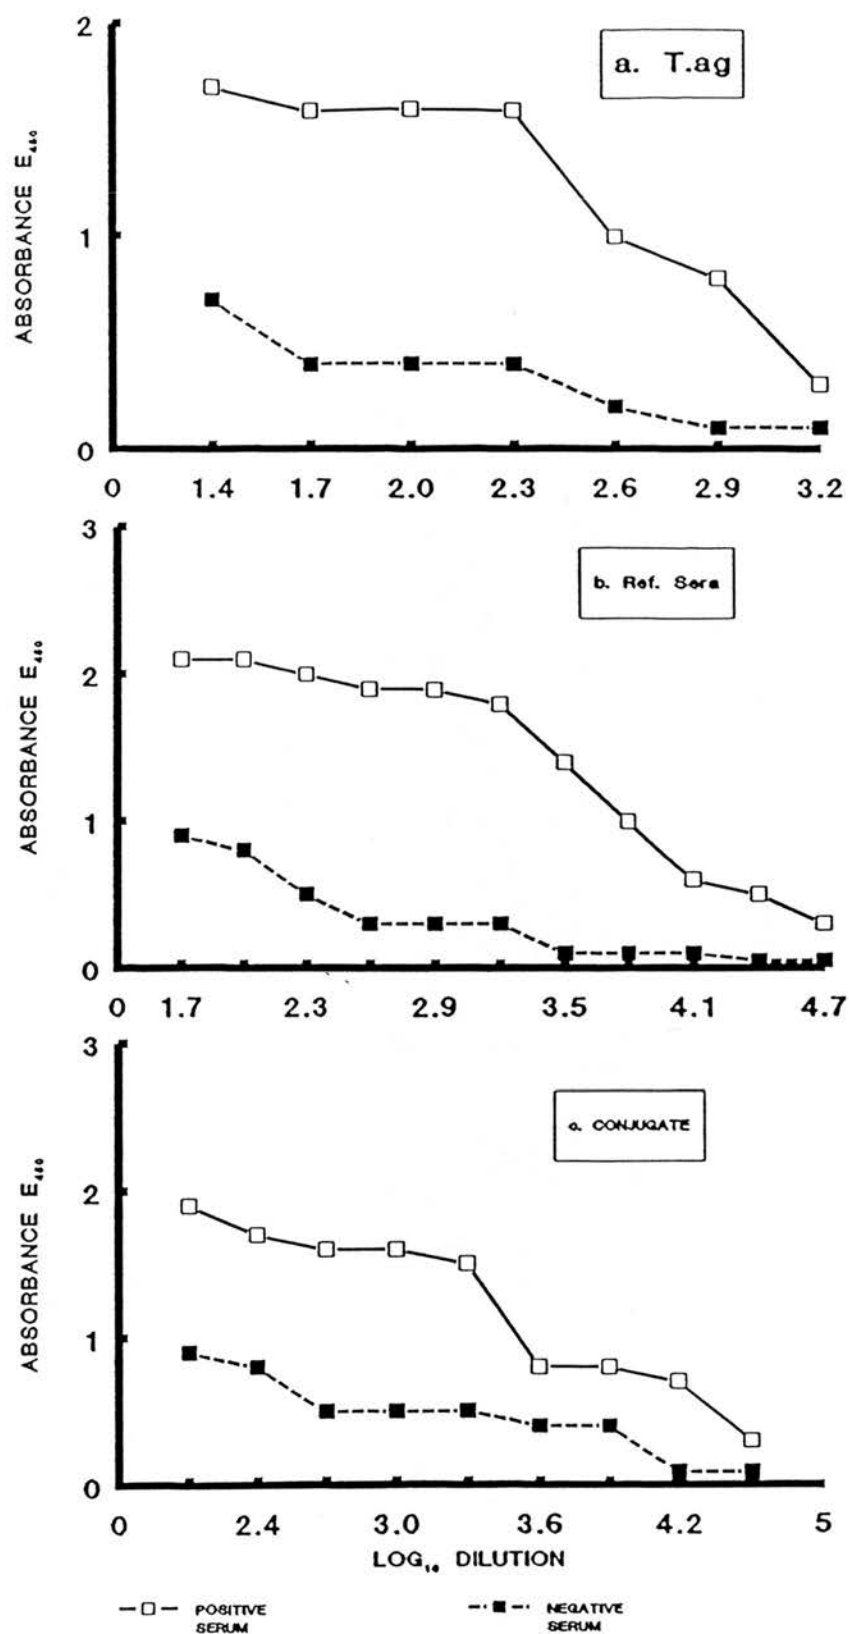 2
a. T.ag
ABSORBANCE E₄₅₀
1
0
0 1.4 1.7 2.0 2.3 2.6 2.9 3.2
3
b. Ref. Sera
ABSORBANCE E₄₅₀
2
1
0
0 1.7 2.3 2.9 3.5 4.1 4.7
3
c. CONJUGATE
ABSORBANCE E₄₅₀
2
1
0
0 2.4 3.0 3.6 4.2 5
LOG₁₀ DILUTION
POSITIVE
SERUM
NEGATIVE
SERUM